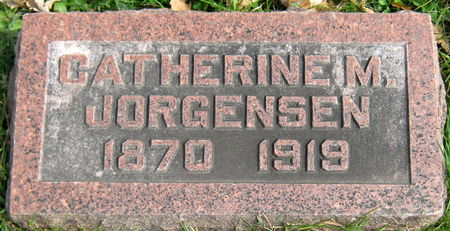 CATHERINE M.
JORGENSEN
1870 1919